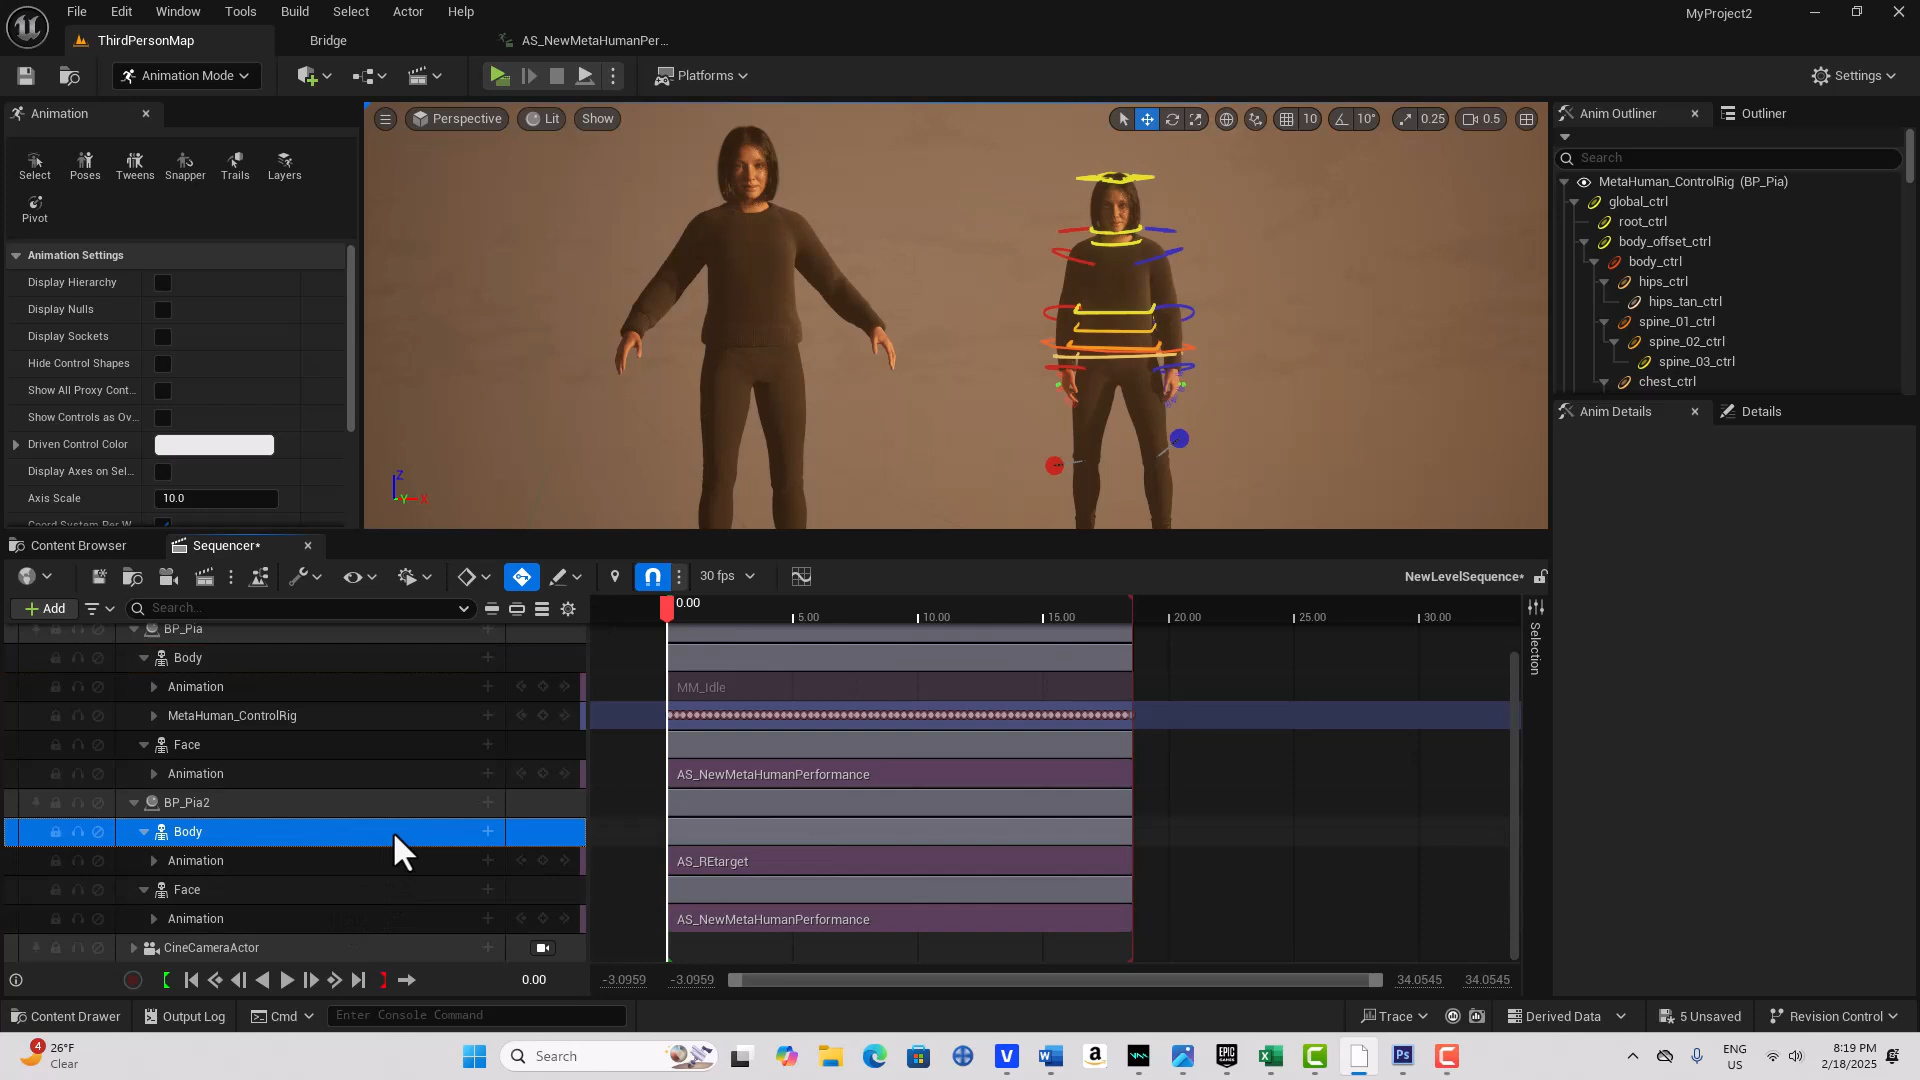 File Edit Window Tools Build Select Actor Help
MyProject2
ThirdPersonMap
Bridge
AS_NewMetaHumanPer...
Animation Mode
Platforms
Settings
Animation
Perspective
Lit
Show
10
10°
0.25
0.5
Anim Outliner
Outliner
Select
Poses
Tweens
Snapper
Trails
Layers
Pivot
Search
MetaHuman_ControlRig (BP_Pia)
global_ctrl
root_ctrl
body_offset_ctrl
body_ctrl
hips_ctrl
hips_tan_ctrl
spine_01_ctrl
spine_02_ctrl
spine_03_ctrl
chest_ctrl
Animation Settings
Display Hierarchy
Display Nulls
Display Sockets
Hide Control Shapes
Show All Proxy Cont...
Show Controls as Ov...
Driven Control Color
Display Axes on Sel...
Axis Scale
10.0
Coord System Per W
Z
Y
X
Anim Details
Details
Content Browser
Sequencer*
30 fps
NewLevelSequence*
Add
Search...
0.00
5.00
10.00
15.00
20.00
25.00
30.00
Selection
BP_Pia
Body
Animation
MM_Idle
MetaHuman_ControlRig
Face
Animation
AS_NewMetaHumanPerformance
BP_Pia2
Body
Animation
AS_REtarget
Face
Animation
AS_NewMetaHumanPerformance
CineCameraActor
0.00
-3.0959
-3.0959
34.0545
34.0545
Content Drawer
Output Log
Cmd
Enter Console Command
Trace
Derived Data
5 Unsaved
Revision Control
4
26°F
Clear
Search
ENG
US
8:19 PM
2/18/2025